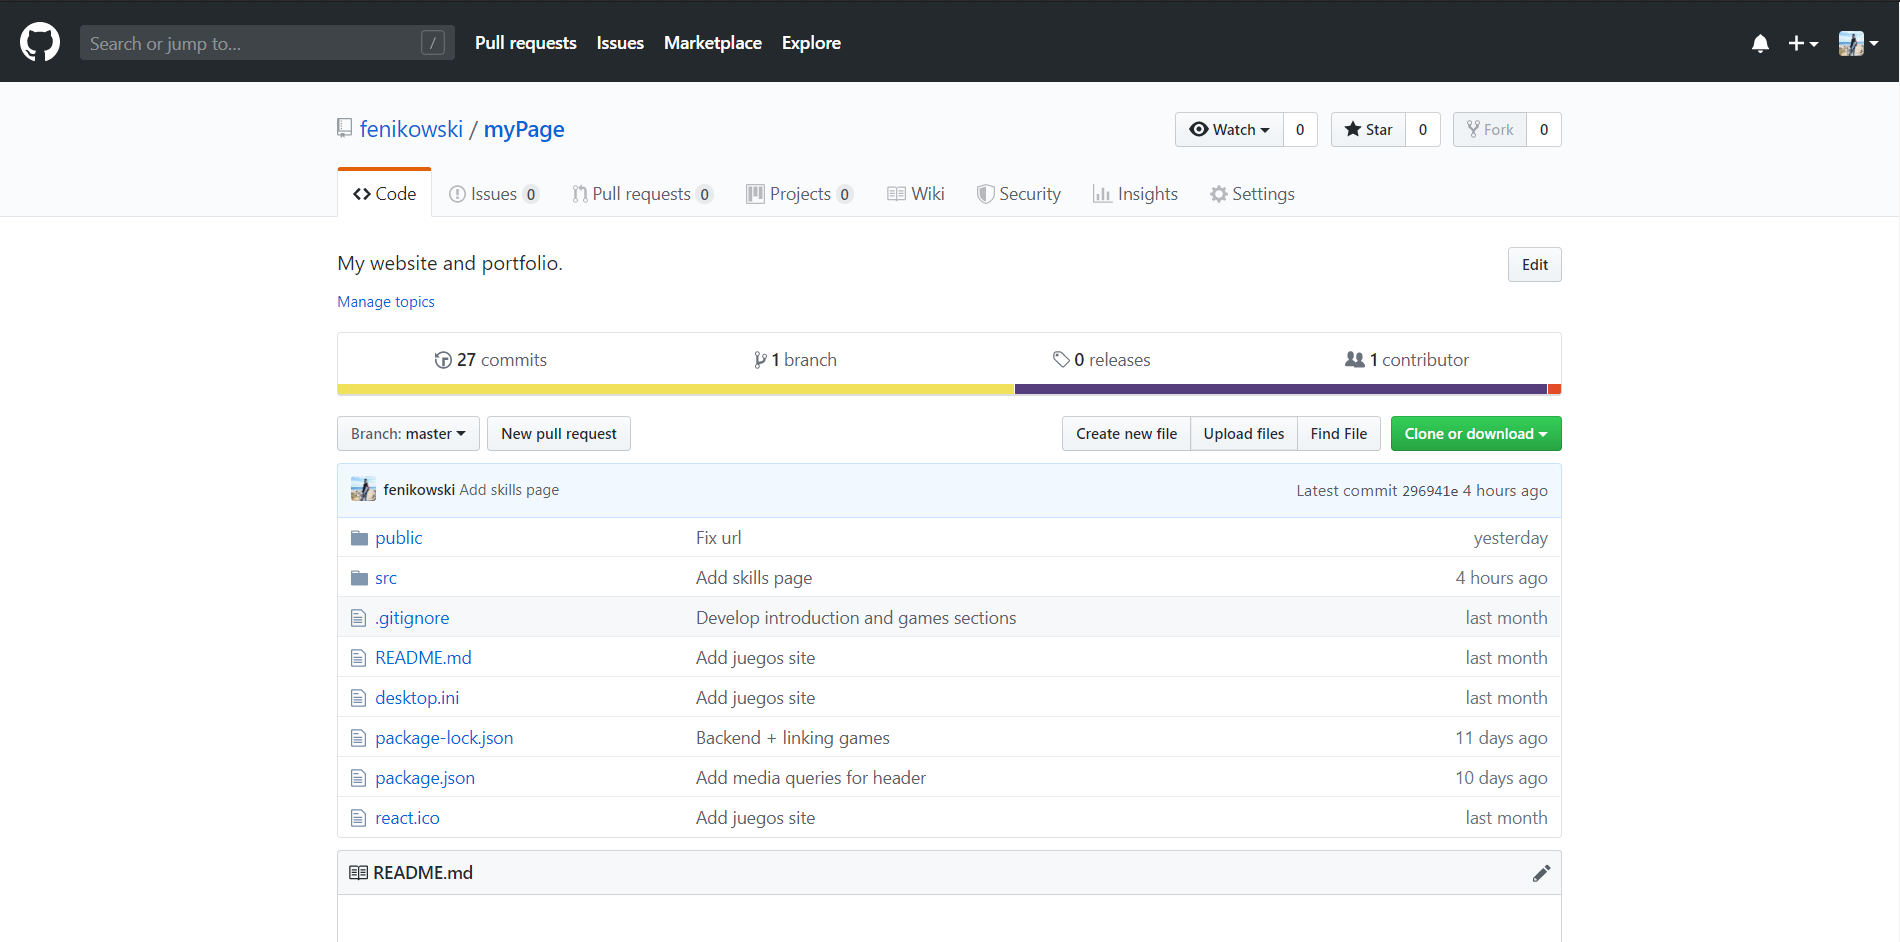 Search or jump to... /
Pull requests Issues Marketplace Explore
fenikowski / myPage
Watch 0 Star 0 Fork 0
Code Issues 0 Pull requests 0 Projects 0 Wiki Security Insights Settings
My website and portfolio. Edit
Manage topics
27 commits 1 branch 0 releases 1 contributor
Branch: master New pull request Create new file Upload files Find File Clone or download
fenikowski Add skills page Latest commit 296941e 4 hours ago
public Fix url yesterday
src Add skills page 4 hours ago
.gitignore Develop introduction and games sections last month
README.md Add juegos site last month
desktop.ini Add juegos site last month
package-lock.json Backend + linking games 11 days ago
package.json Add media queries for header 10 days ago
react.ico Add juegos site last month
README.md